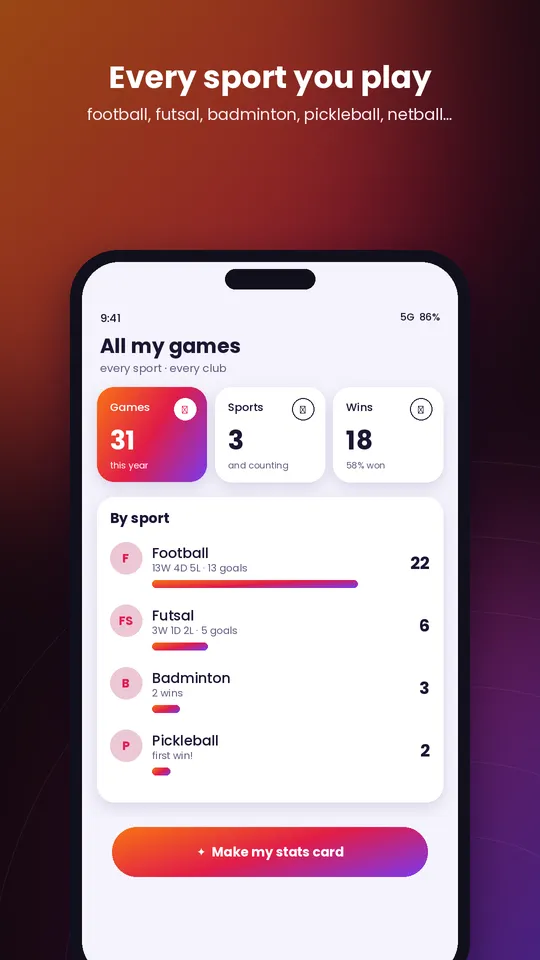 Every sport you play
football, futsal, badminton, pickleball, netball...
9:41
5G 86%
All my games
every sport · every club
Games
31
this year
Sports
3
and counting
Wins
18
58% won
By sport
F
Football
13W 4D 5L · 13 goals
22
FS
Futsal
3W 1D 2L · 5 goals
6
B
Badminton
2 wins
3
P
Pickleball
first win!
2
✦ Make my stats card